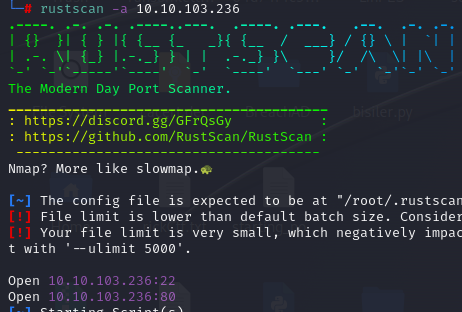 └─# rustscan -a 10.10.103.236
.----. .-. .-. .----..---.  .----. .---.   .--.  .-. .-.
| {}  }| { } |{ {__ {_   _}{ {__  /  ___} / {} \ |  `| |
| .-. \| {_} |.-._} } | |  .-._} }\     }/  /\  \| |\  |
`-' `-'`-----'`----'  `-'  `----'  `---' `-'  `-'`-' `-'
The Modern Day Port Scanner.
________________________________________
: https://discord.gg/GFrQsGy           :
: https://github.com/RustScan/RustScan :
 --------------------------------------
Nmap? More like slowmap.🐢
[~] The config file is expected to be at "/root/.rustscan
[!] File limit is lower than default batch size. Consider
[!] Your file limit is very small, which negatively impac
t with '--ulimit 5000'.
Open 10.10.103.236:22
Open 10.10.103.236:80
[~] Starting Script(s)